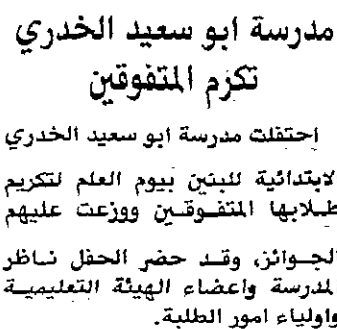 مدرسة ابو سعيد الخدري
تكرم المتفوقين
احتفلت مدرسة ابو سعيد الخدري
الابتدائية للبنين بيوم العلم لتكريم
طلابها المتفوقين ووزعت عليهم
الجوائز، وقد حضر الحفل ناظر
المدرسة واعضاء الهيئة التعليمية
واولياء امور الطلبة.